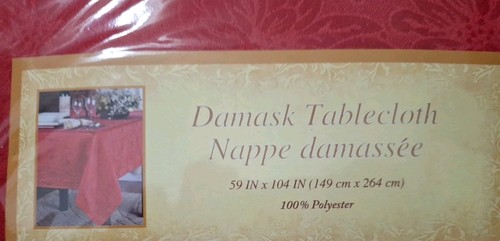 Damask Tablecloth
Nappe damassée
59 IN x 104 IN (149 cm x 264 cm)
100% Polyester